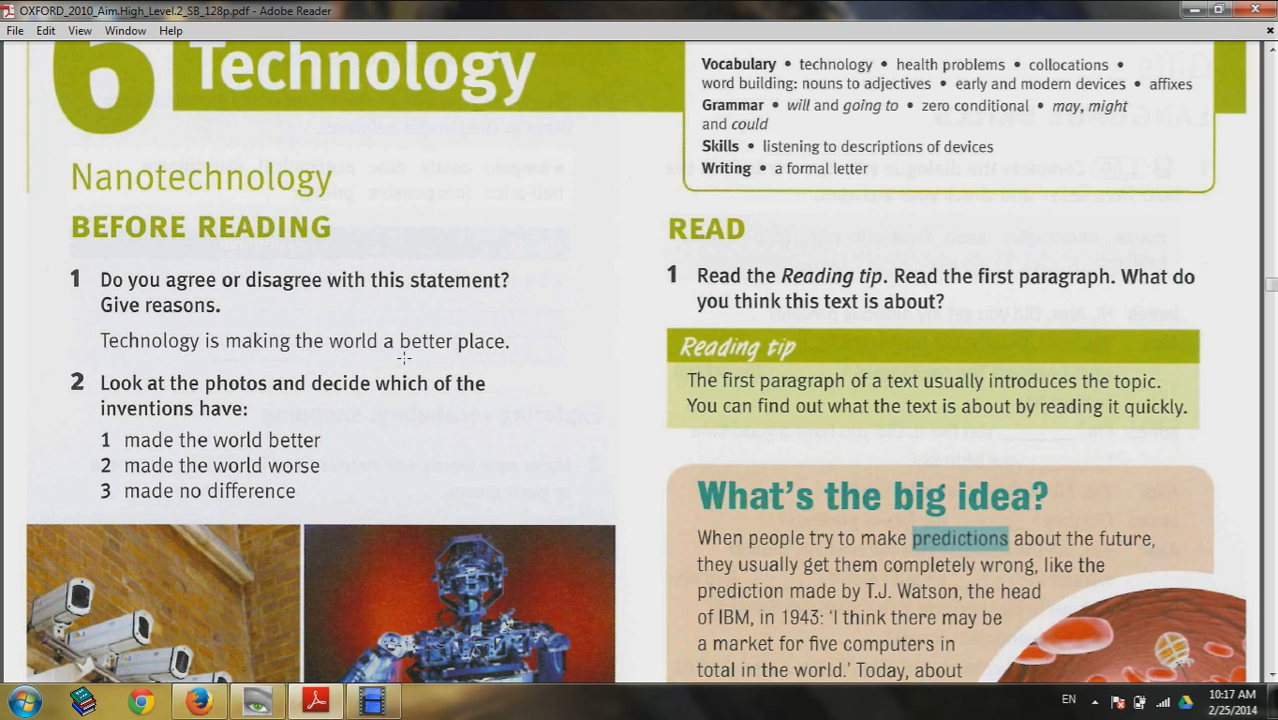 OXFORD_2010_Aim.High_Level.2_SB_128p.pdf - Adobe Reader
File Edit View Window Help
6 Technology
Vocabulary • technology • health problems • collocations •
word building: nouns to adjectives • early and modern devices • affixes
Grammar • will and going to • zero conditional • may, might
and could
Skills • listening to descriptions of devices
Writing • a formal letter
Nanotechnology
BEFORE READING
1 Do you agree or disagree with this statement?
Give reasons.
Technology is making the world a better place.
2 Look at the photos and decide which of the
inventions have:
1 made the world better
2 made the world worse
3 made no difference
READ
1 Read the Reading tip. Read the first paragraph. What do
you think this text is about?
Reading tip
The first paragraph of a text usually introduces the topic.
You can find out what the text is about by reading it quickly.
What's the big idea?
When people try to make predictions about the future,
they usually get them completely wrong, like the
prediction made by T.J. Watson, the head
of IBM, in 1943: 'I think there may be
a market for five computers in
total in the world.' Today, about
EN
10:17 AM
2/25/2014